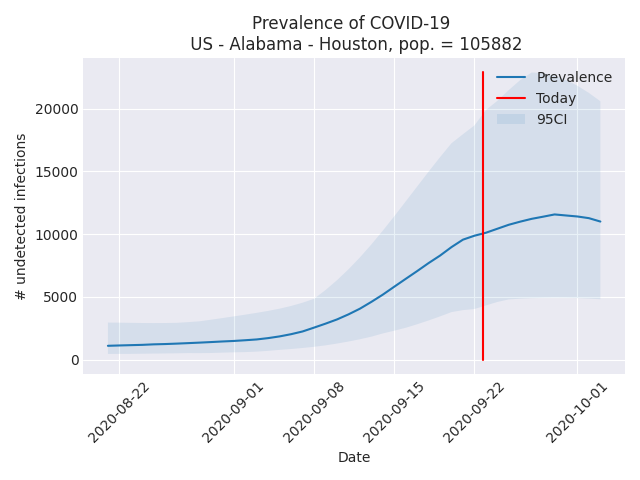 Prevalence of COVID-19
US - Alabama - Houston, pop. = 105882
Prevalence
Today
95CI
# undetected infections
20000
15000
10000
5000
0
2020-08-22
2020-09-01
2020-09-08
2020-09-15
2020-09-22
2020-10-01
Date